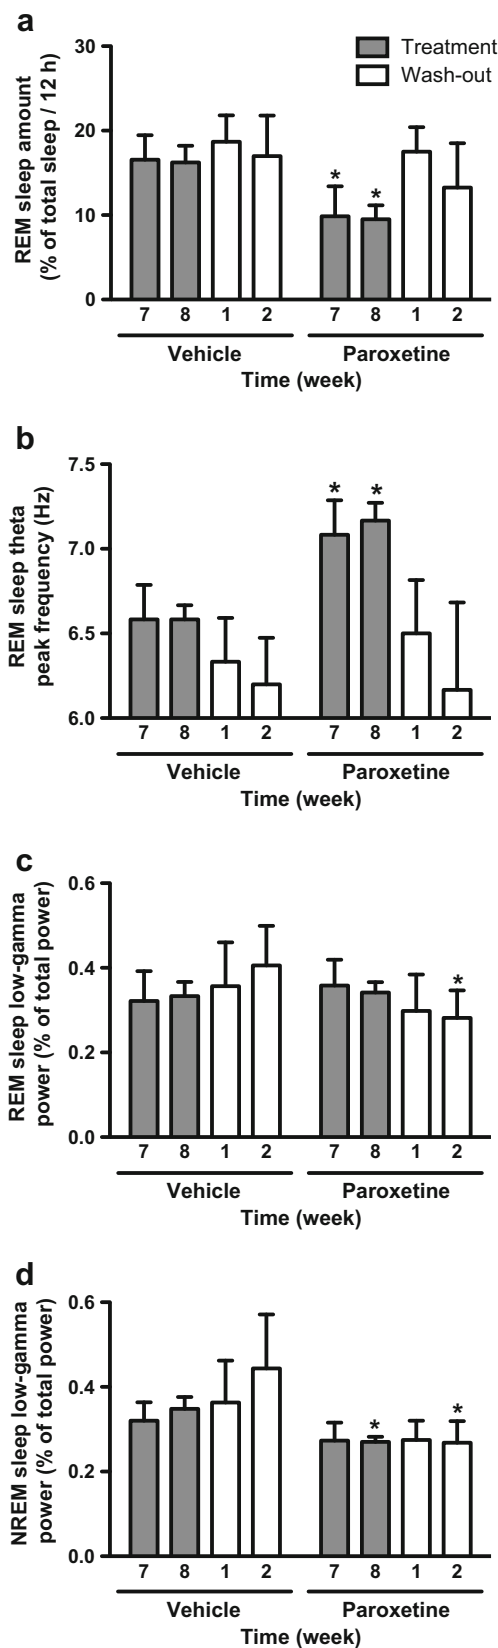 a
Treatment
Wash-out
REM sleep amount
(% of total sleep / 12 h)
30
20
10
0
* *
7 8 1 2 7 8 1 2
Vehicle Paroxetine
Time (week)
b
REM sleep theta
peak frequency (Hz)
7.5
7.0
6.5
6.0
* *
7 8 1 2 7 8 1 2
Vehicle Paroxetine
Time (week)
c
REM sleep low-gamma
power (% of total power)
0.6
0.4
0.2
0.0
*
7 8 1 2 7 8 1 2
Vehicle Paroxetine
Time (week)
d
NREM sleep low-gamma
power (% of total power)
0.6
0.4
0.2
0.0
* *
7 8 1 2 7 8 1 2
Vehicle Paroxetine
Time (week)